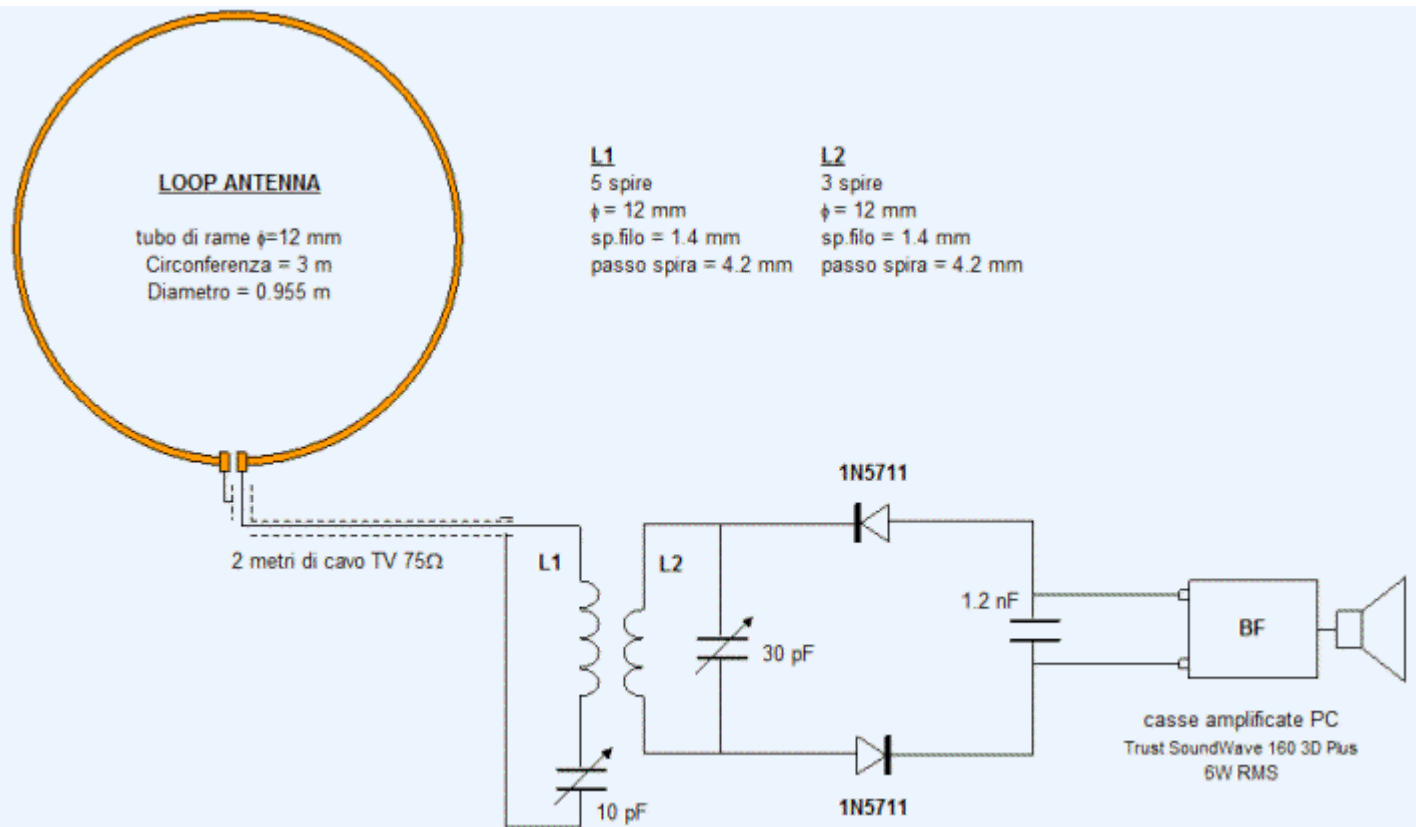 LOOP ANTENNA
tubo di rame ϕ=12 mm
Circonferenza = 3 m
Diametro = 0.955 m
L1
5 spire
ϕ = 12 mm
sp.filo = 1.4 mm
passo spira = 4.2 mm
L2
3 spire
ϕ = 12 mm
sp.filo = 1.4 mm
passo spira = 4.2 mm
2 metri di cavo TV 75Ω
L1
L2
10 pF
30 pF
1N5711
1N5711
1.2 nF
BF
casse amplificate PC
Trust SoundWave 160 3D Plus
6W RMS